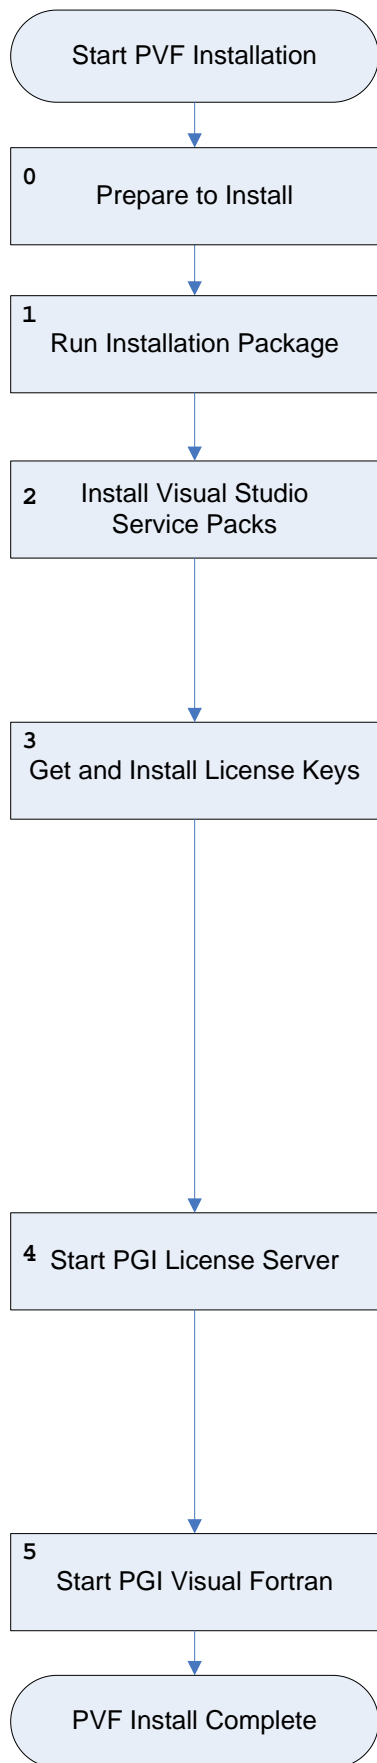 Start PVF Installation
0
Prepare to Install
1
Run Installation Package
2
Install Visual Studio
Service Packs
3
Get and Install License Keys
4
Start PGI License Server
5
Start PGI Visual Fortran
PVF Install Complete